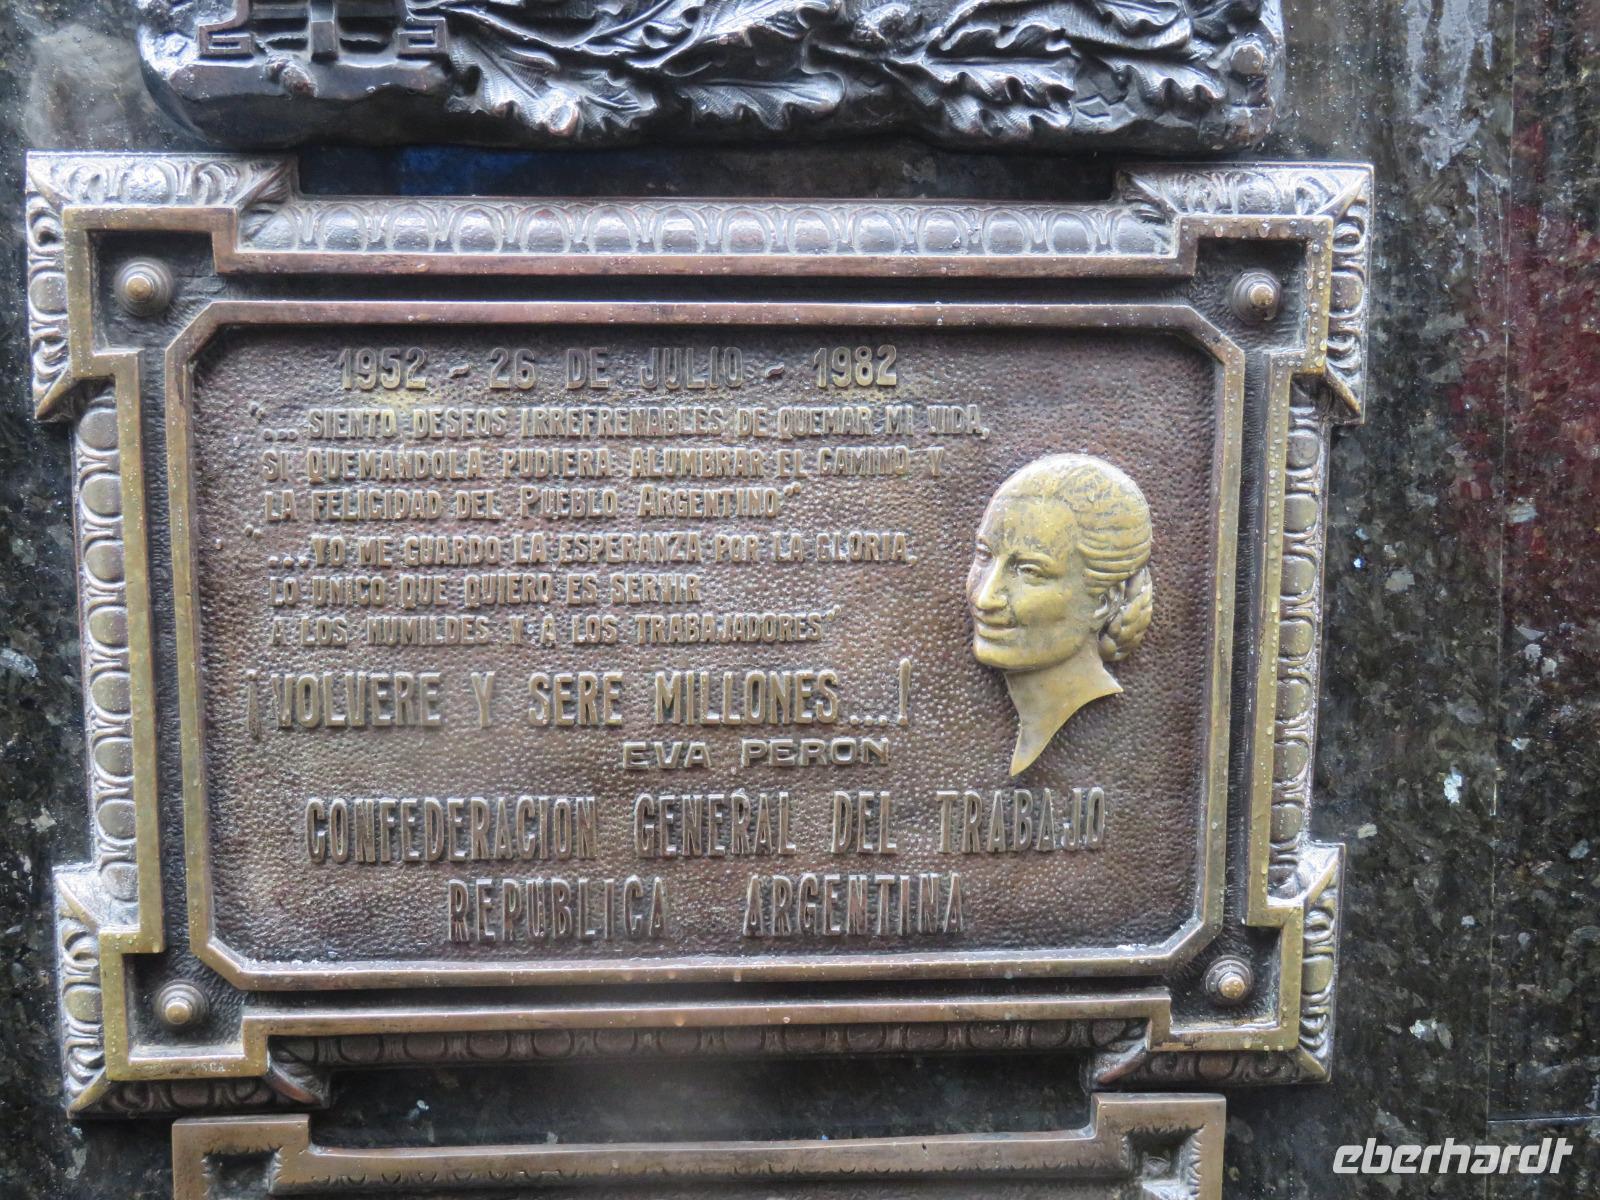 1952 - 26 DE JULIO - 1982
"... SIENTO DESEOS IRREFRENABLES DE QUEMAR MI VIDA,
SI QUEMANDOLA PUDIERA ALUMBRAR EL CAMINO Y
LA FELICIDAD DEL PUEBLO ARGENTINO"
"... YO ME GUARDO LA ESPERANZA POR LA GLORIA,
LO UNICO QUE QUIERO ES SERVIR
A LOS HUMILDES Y A LOS TRABAJADORES"
¡VOLVERE Y SERE MILLONES...!
EVA PERON
CONFEDERACION GENERAL DEL TRABAJO
REPUBLICA ARGENTINA
eberhardt